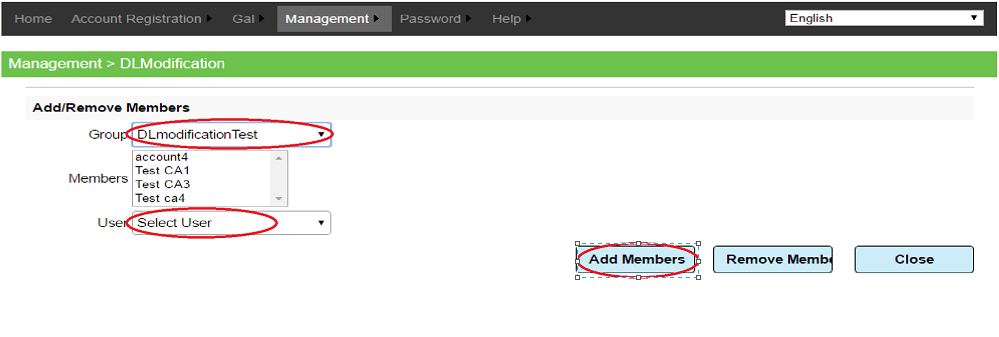 Home Account Registration Gal Management Password Help English
Management > DLModification
Add/Remove Members
Group DLmodificationTest
Members account4
Test CA1
Test CA3
Test ca4
User Select User
Add Members Remove Membe Close